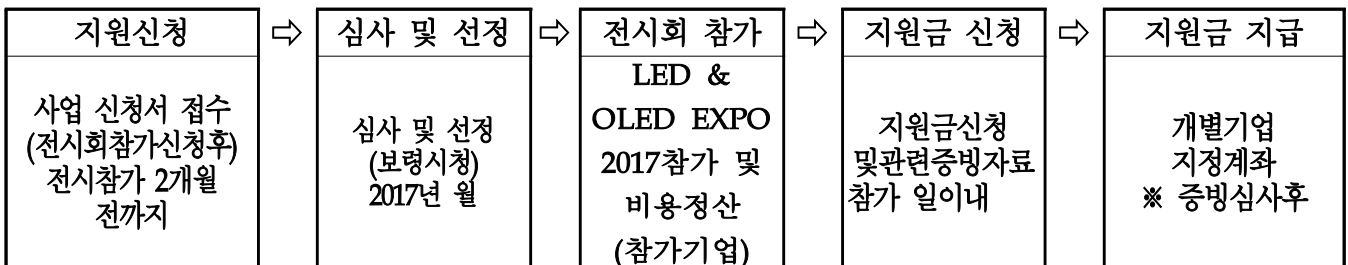 지원신청
사업 신청서 접수
(전시회참가신청후)
전시참가 2개월
전까지
심사 및 선정
심사 및 선정
(보령시청)
2017년 월
전시회 참가
LED &
OLED EXPO
2017참가 및
비용정산
(참가기업)
지원금 신청
지원금신청
및관련증빙자료
참가 일이내
지원금 지급
개별기업
지정계좌
※ 증빙심사후